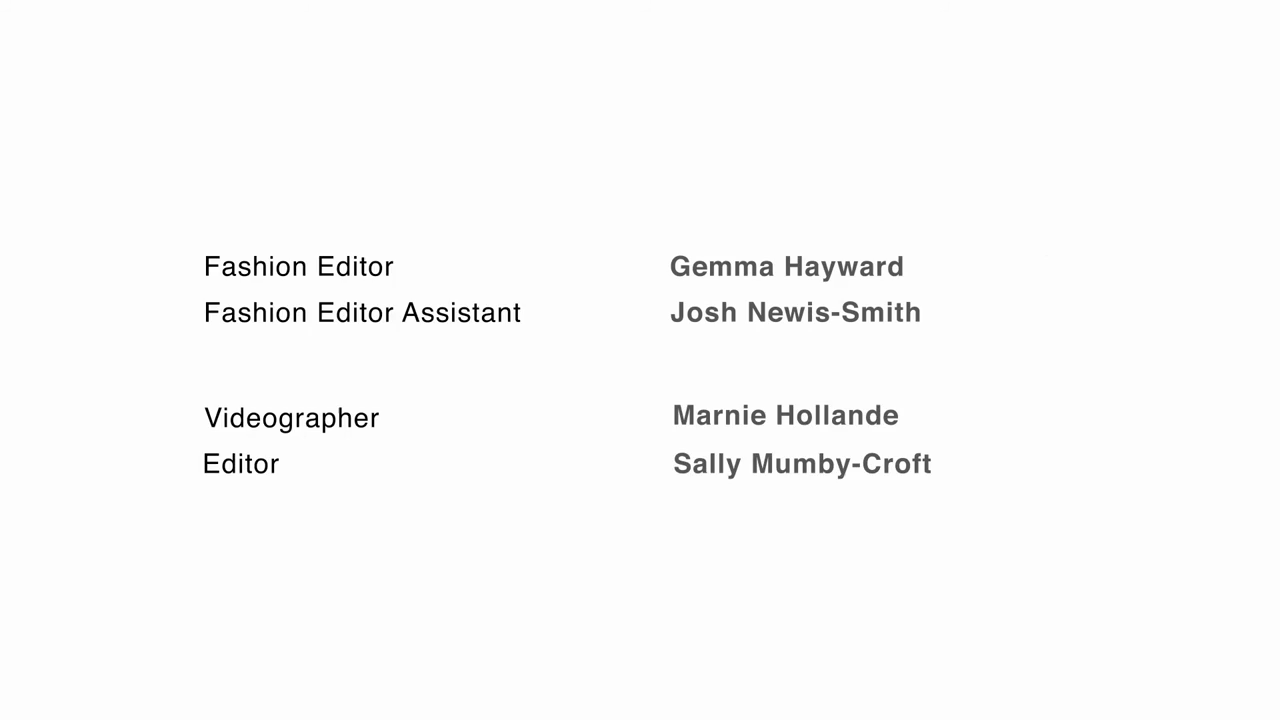 Fashion Editor Gemma Hayward
Fashion Editor Assistant Josh Newis-Smith
Videographer Marnie Hollande
Editor Sally Mumby-Croft